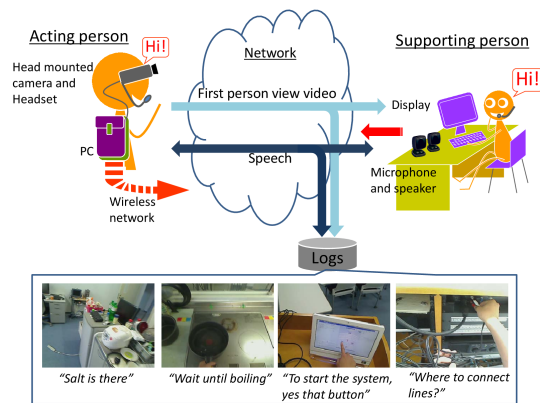 Acting person
Network
Supporting person
Hi!
Head mounted
camera and
Headset
Hi!
First person view video
Display
PC
Speech
Microphone
and speaker
Wireless
network
Logs
“Salt is there”
“Wait until boiling”
“To start the system,
yes that button”
“Where to connect
lines?”